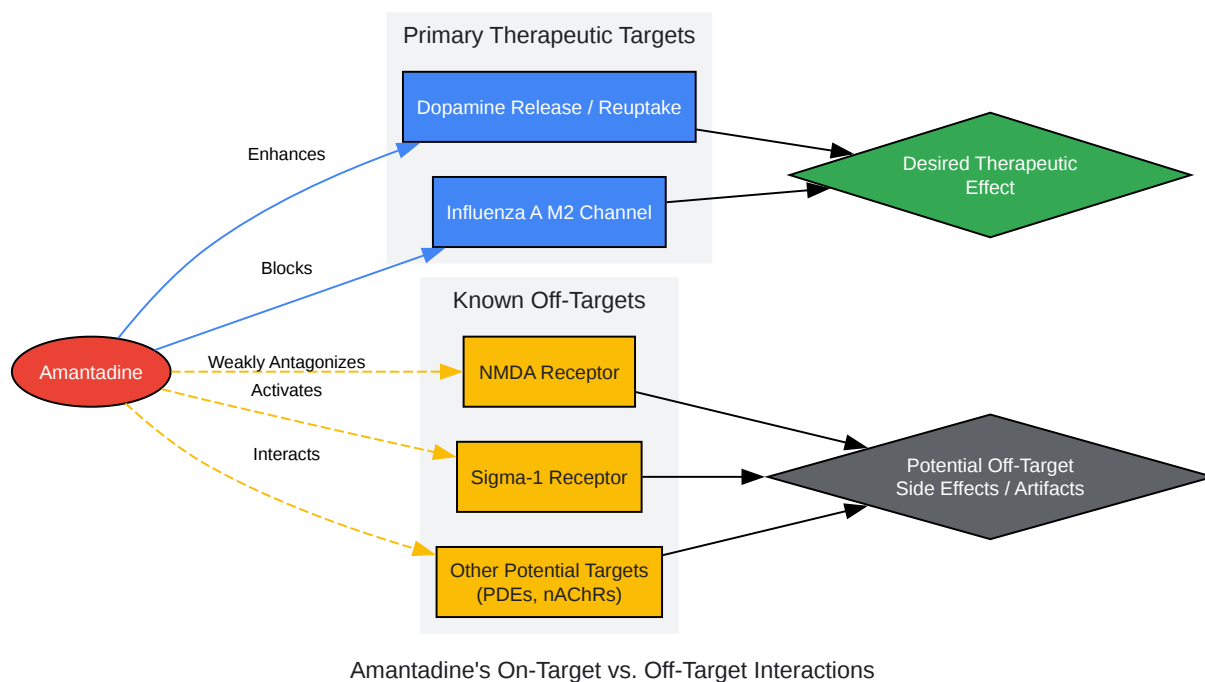 Primary Therapeutic Targets
Dopamine Release / Reuptake
Enhances
Desired Therapeutic
Effect
Influenza A M2 Channel
Blocks
Known Off-Targets
Amantadine
Weakly Antagonizes
NMDA Receptor
Activates
Sigma-1 Receptor
Interacts
Potential Off-Target
Side Effects / Artifacts
Other Potential Targets
(PDEs, nAChRs)
Amantadine's On-Target vs. Off-Target Interactions